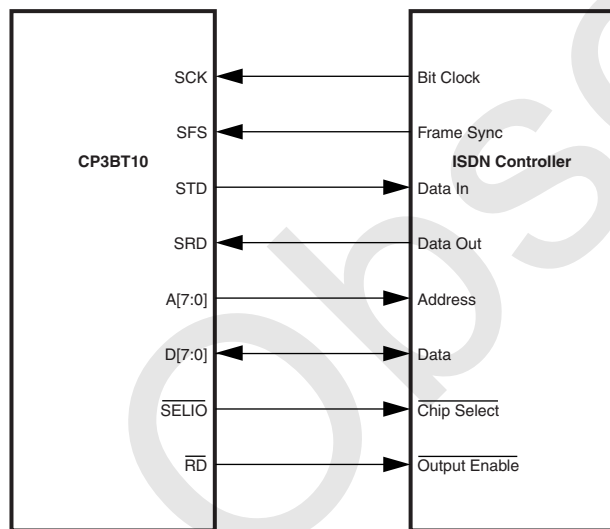 SCK Bit Clock
SFS Frame Sync
CP3BT10 ISDN Controller
STD Data In
SRD Data Out
A[7:0] Address
D[7:0] Data
SELIO Chip Select
RD Output Enable
Obs